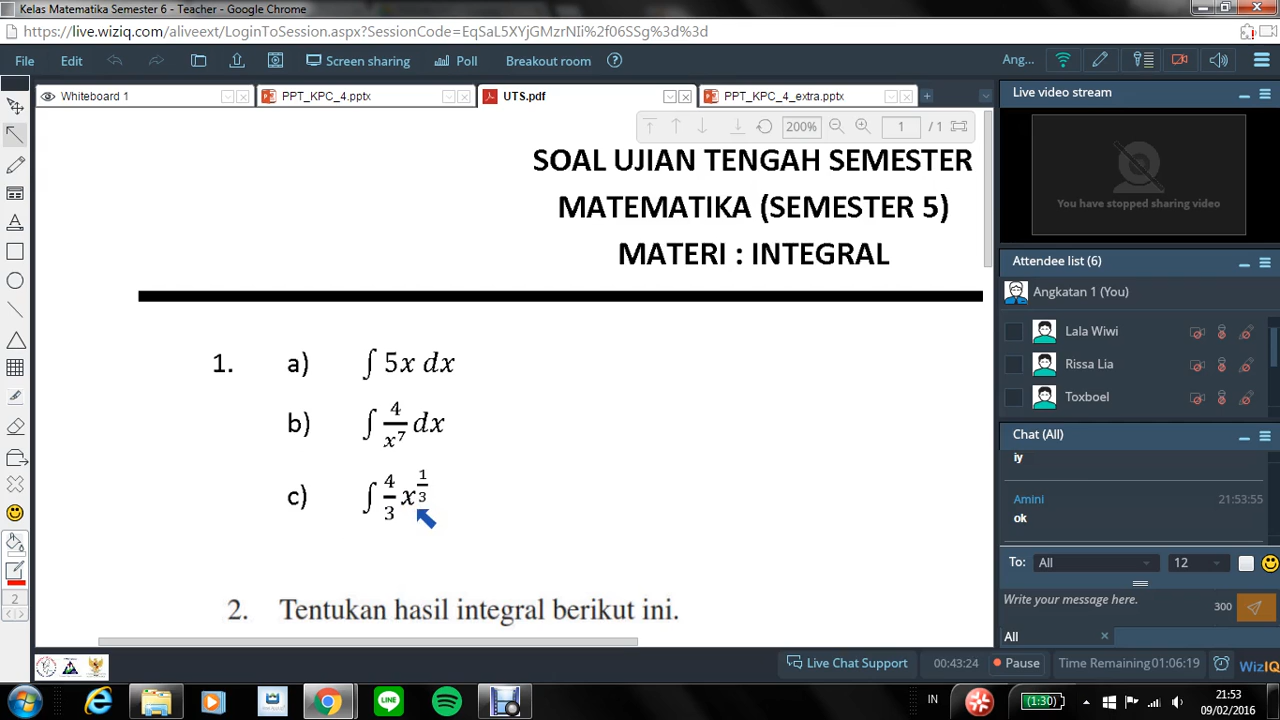 Kelas Matematika Semester 6 - Teacher - Google Chrome
https://live.wiziq.com/aliveext/LoginToSession.aspx?SessionCode=EqSaL5XYjGMzrNIi%2f06SSg%3d%3d
File Edit Screen sharing Poll Breakout room ? Ang...
Whiteboard 1 PPT_KPC_4.pptx UTS.pdf PPT_KPC_4_extra.pptx
200% 1 / 1
SOAL UJIAN TENGAH SEMESTER
MATEMATIKA (SEMESTER 5)
MATERI : INTEGRAL
1. a) ∫ 5x dx
b) ∫ 4/x⁷ dx
c) ∫ 4/3 x^(1/3)
2. Tentukan hasil integral berikut ini.
Live video stream
You have stopped sharing video
Attendee list (6)
Angkatan 1 (You)
Lala Wiwi
Rissa Lia
Toxboel
Chat (All)
iy
Amini 21:53:55
ok
To: All 12
Write your message here. 300
All
2
Live Chat Support 00:43:24 Pause Time Remaining 01:06:19 WizIQ
IN (1:30) 21:53
09/02/2016
LINE